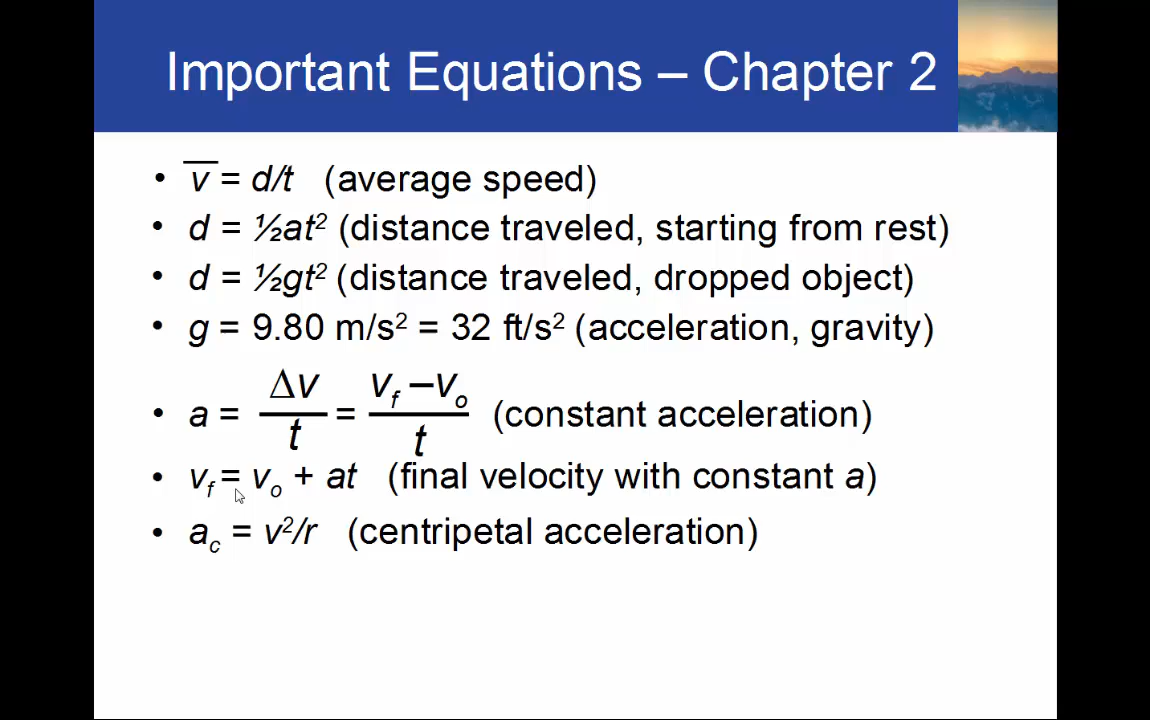 Important Equations – Chapter 2
• v̅ = d/t (average speed)
• d = ½at² (distance traveled, starting from rest)
• d = ½gt² (distance traveled, dropped object)
• g = 9.80 m/s² = 32 ft/s² (acceleration, gravity)
• a = Δv/t = (v_f – v_o)/t (constant acceleration)
• v_f = v_o + at (final velocity with constant a)
• a_c = v²/r (centripetal acceleration)